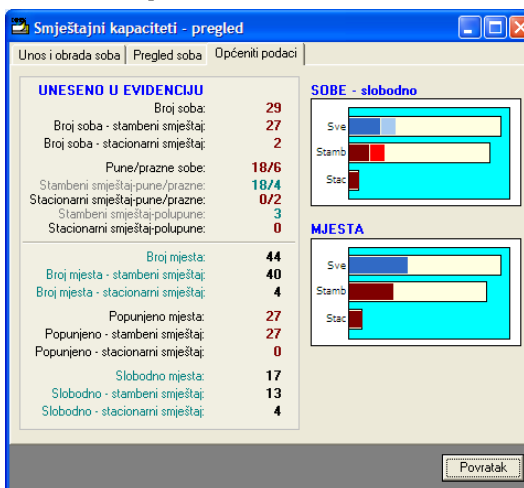 Smještajni kapaciteti - pregled
Unos i obrada soba Pregled soba Općeniti podaci
UNESENO U EVIDENCIJU
Broj soba: 29
Broj soba - stambeni smještaj: 27
Broj soba - stacionarni smještaj: 2
Pune/prazne sobe: 18/6
Stambeni smještaj-pune/prazne: 18/4
Stacionarni smještaj-pune/prazne: 0/2
Stambeni smještaj-polupune: 3
Stacionarni smještaj-polupune: 0
Broj mjesta: 44
Broj mjesta - stambeni smještaj: 40
Broj mjesta - stacionarni smještaj: 4
Popunjeno mjesta: 27
Popunjeno - stambeni smještaj: 27
Popunjeno - stacionarni smještaj: 0
Slobodno mjesta: 17
Slobodno - stambeni smještaj: 13
Slobodno - stacionarni smještaj: 4
SOBE - slobodno
Sve
Stamb
Stac
MJESTA
Sve
Stamb
Stac
Povratak